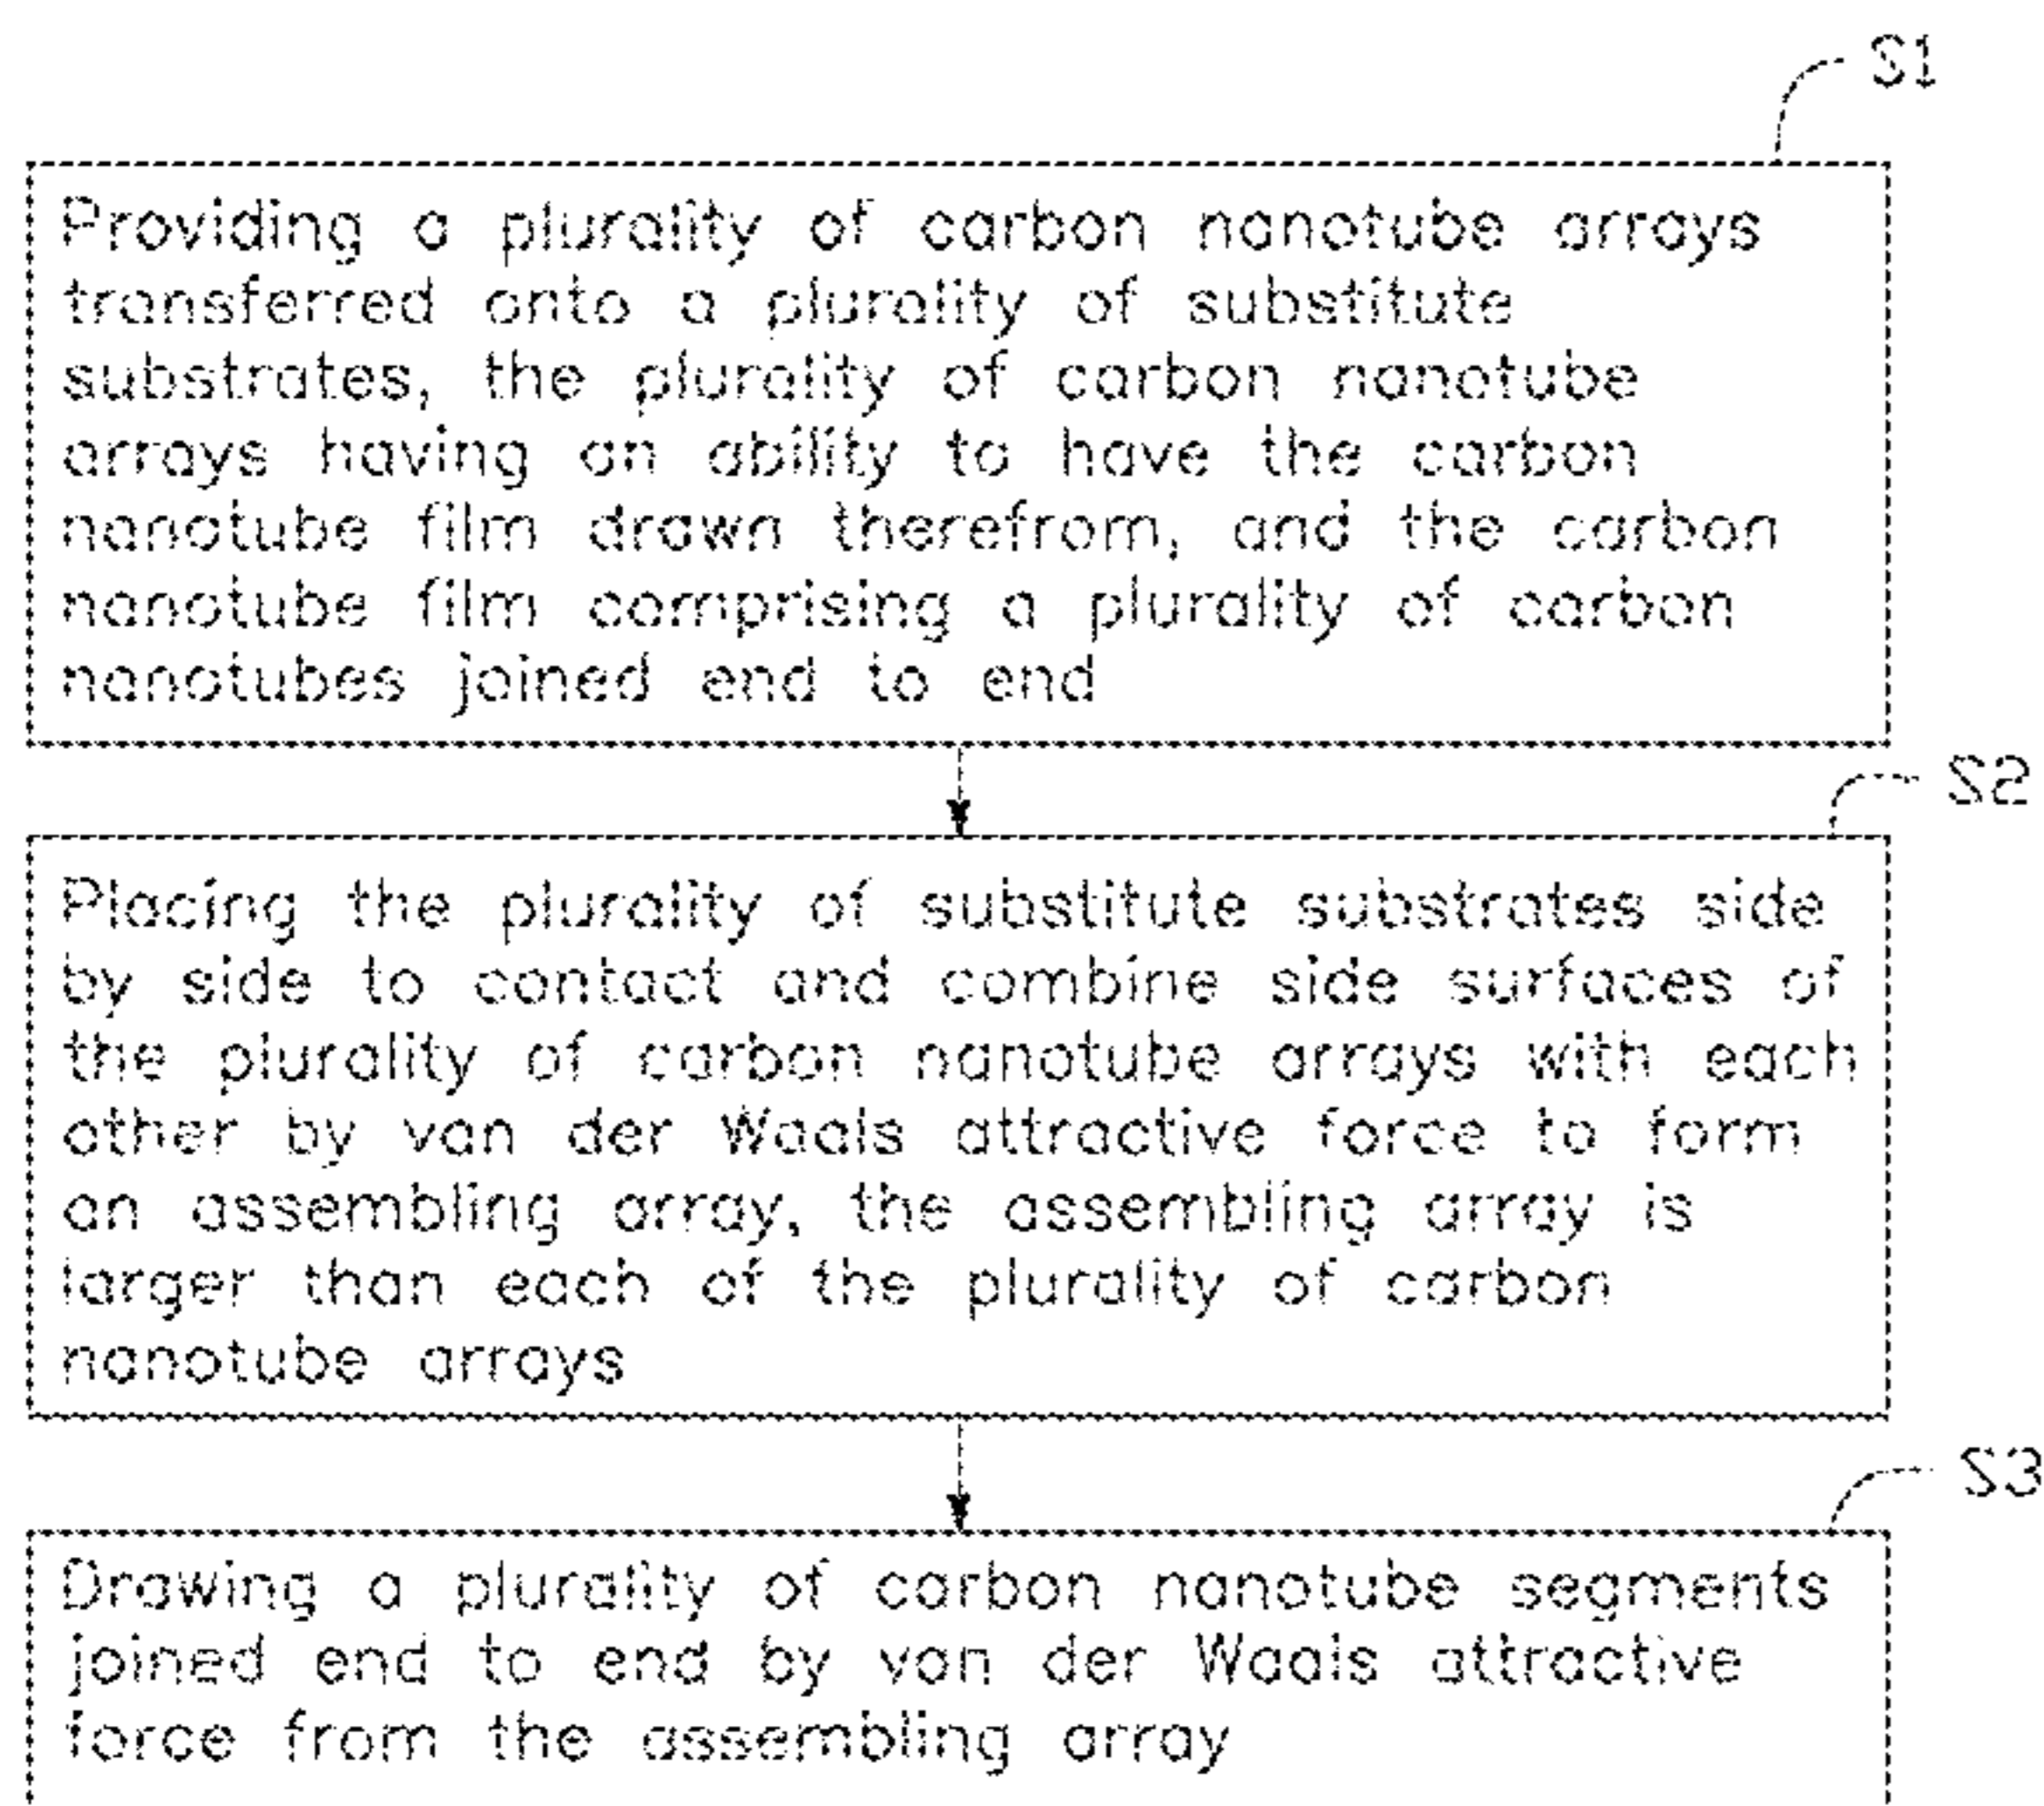 S1
Providing a plurality of carbon nanotube arrays
transferred onto a plurality of substitute
substrates, the plurality of carbon nanotube
arrays having an ability to have the carbon
nanotube film drawn therefrom, and the carbon
nanotube film comprising a plurality of carbon
nanotubes joined end to end
S2
Placing the plurality of substitute substrates side
by side to contact and combine side surfaces of
the plurality of carbon nanotube arrays with each
other by van der Waals attractive force to form
an assembling array, the assembling array is
larger than each of the plurality of carbon
nanotube arrays
S3
Drawing a plurality of carbon nanotube segments
joined end to end by van der Waals attractive
force from the assembling array